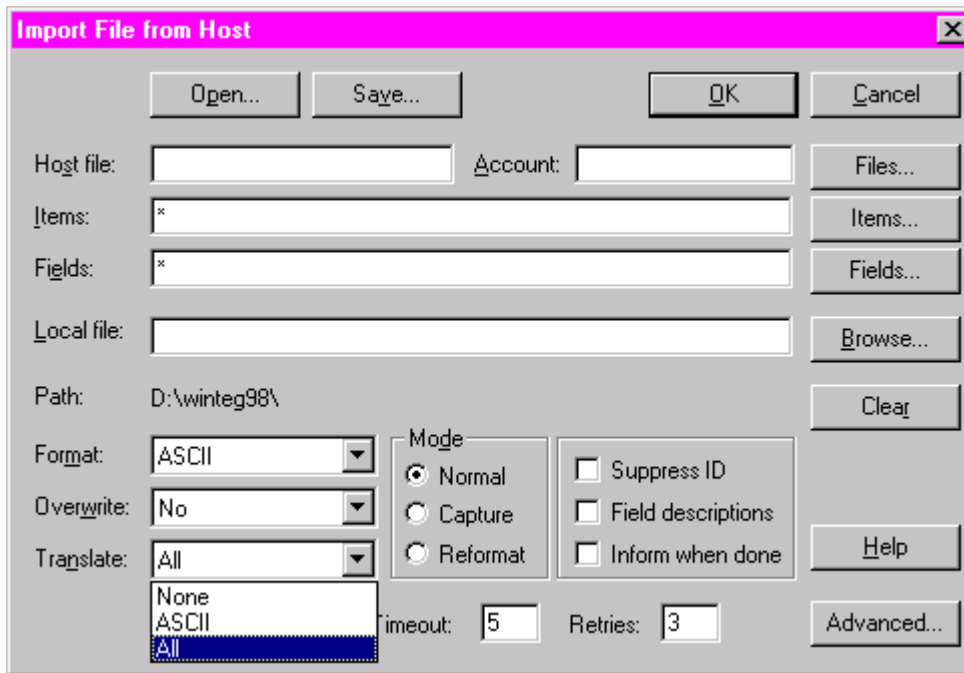 Import File from Host
Open... Save... OK Cancel
Host file: Account: Files...
Items: * Items...
Fields: * Fields...
Local file: Browse...
Path: D:\winteg98\ Clear
Format: ASCII Mode
Normal Suppress ID
Overwrite: No Capture Field descriptions
Translate: All Reformat Inform when done Help
None
ASCII Timeout: 5 Retries: 3 Advanced...
All